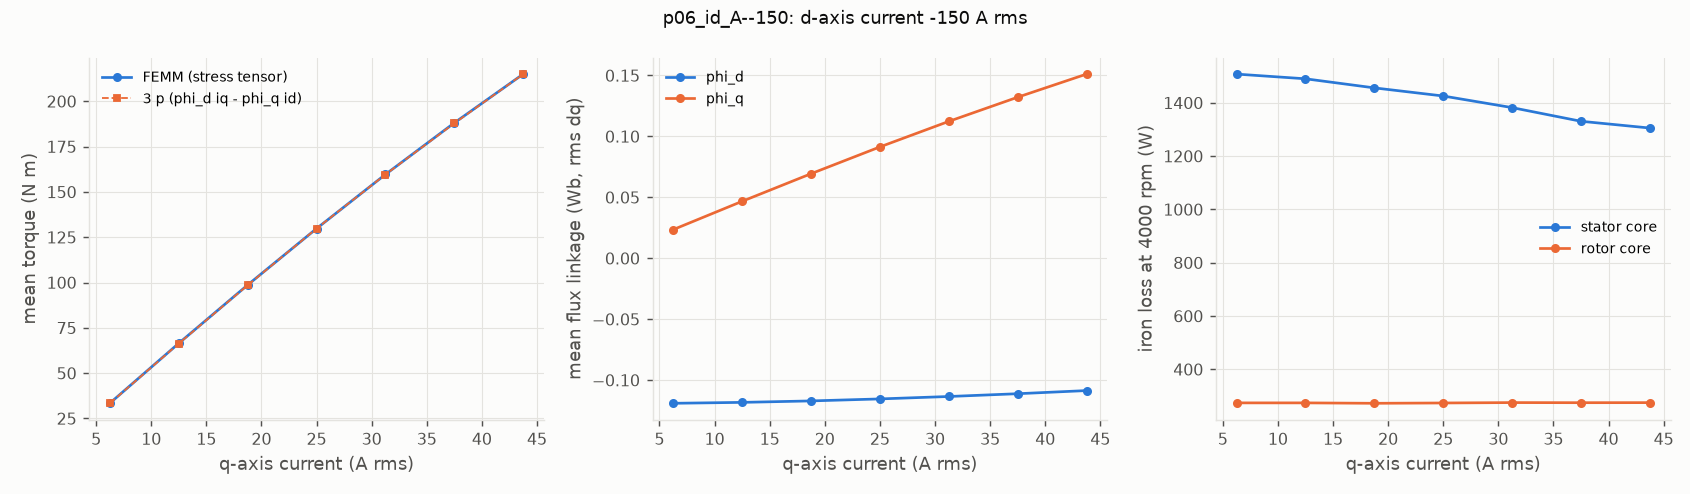 p06_id_A--150: d-axis current -150 A rms
FEMM (stress tensor)
3 p (phi_d iq - phi_q id)
mean torque (N m)
200
175
150
125
100
75
50
25
5 10 15 20 25 30 35 40 45
q-axis current (A rms)
phi_d
phi_q
mean flux linkage (Wb, rms dq)
0.15
0.10
0.05
0.00
−0.05
−0.10
5 10 15 20 25 30 35 40 45
q-axis current (A rms)
stator core
rotor core
iron loss at 4000 rpm (W)
1400
1200
1000
800
600
400
5 10 15 20 25 30 35 40 45
q-axis current (A rms)